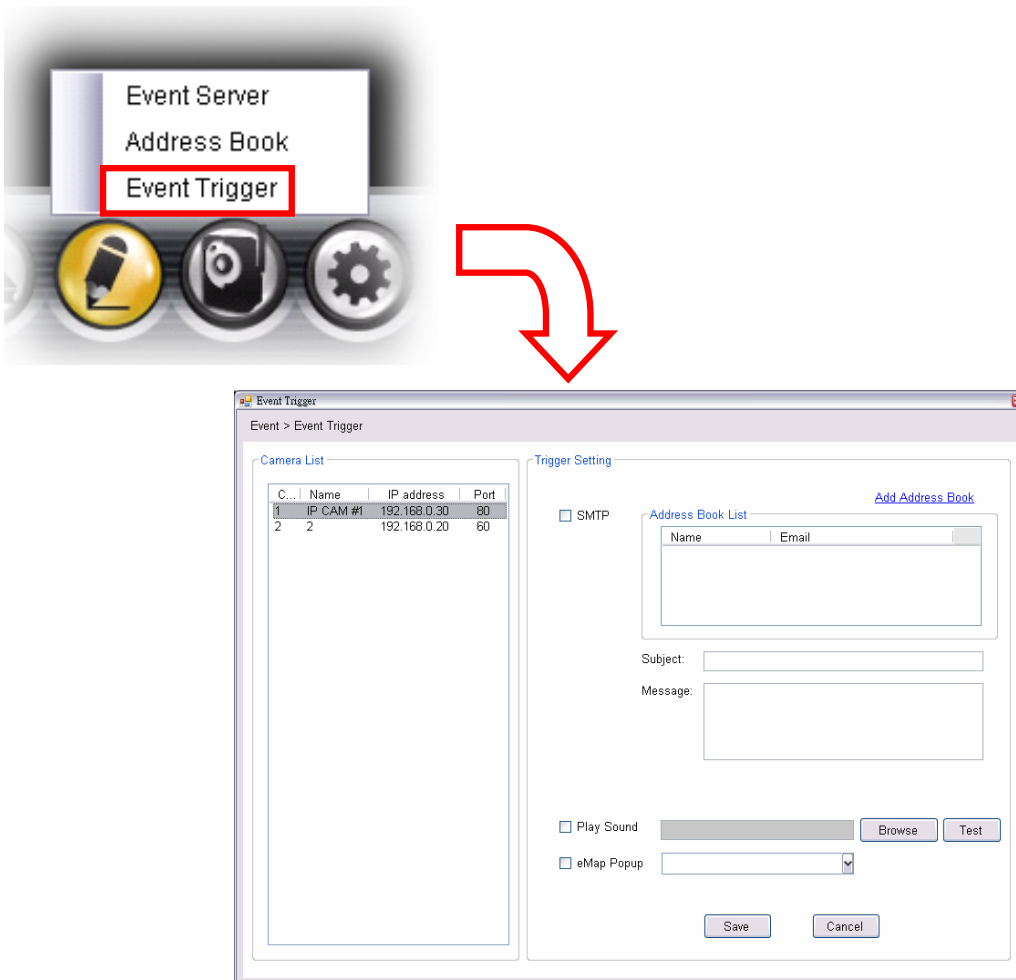 Event Server
Address Book
Event Trigger
Event Trigger
Event > Event Trigger
Camera List
C... Name IP address Port
1 IP CAM #1 192.168.0.30 80
2 2 192.168.0.20 60
Trigger Setting
Add Address Book
SMTP
Address Book List
Name Email
Subject:
Message:
Play Sound
Browse Test
eMap Popup
Save Cancel